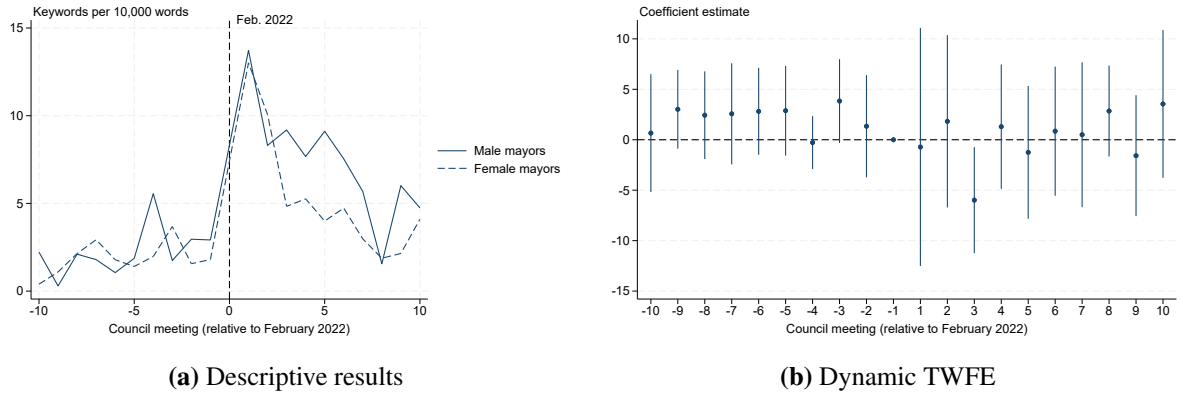 Keywords per 10,000 words
Feb. 2022
15
10
5
0
-10
-5
0
5
10
Council meeting (relative to February 2022)
Male mayors
Female mayors
(a) Descriptive results
Coefficient estimate
10
5
0
-5
-10
-15
-10 -9 -8 -7 -6 -5 -4 -3 -2 -1 1 2 3 4 5 6 7 8 9 10
Council meeting (relative to February 2022)
(b) Dynamic TWFE